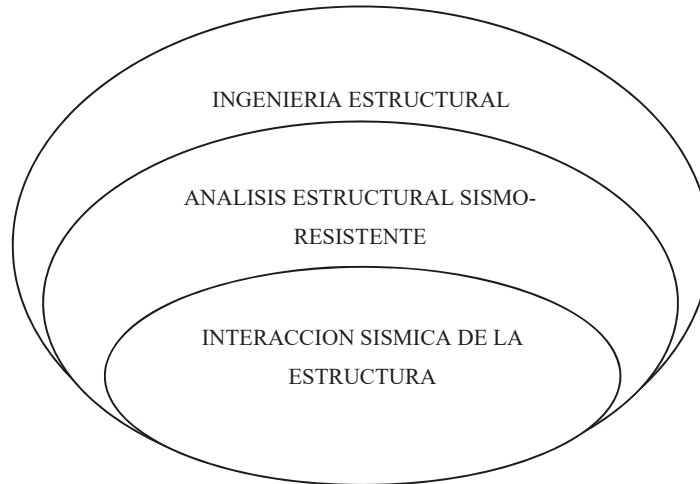 INGENIERIA ESTRUCTURAL
ANALISIS ESTRUCTURAL SISMO-
RESISTENTE
INTERACCION SISMICA DE LA
ESTRUCTURA